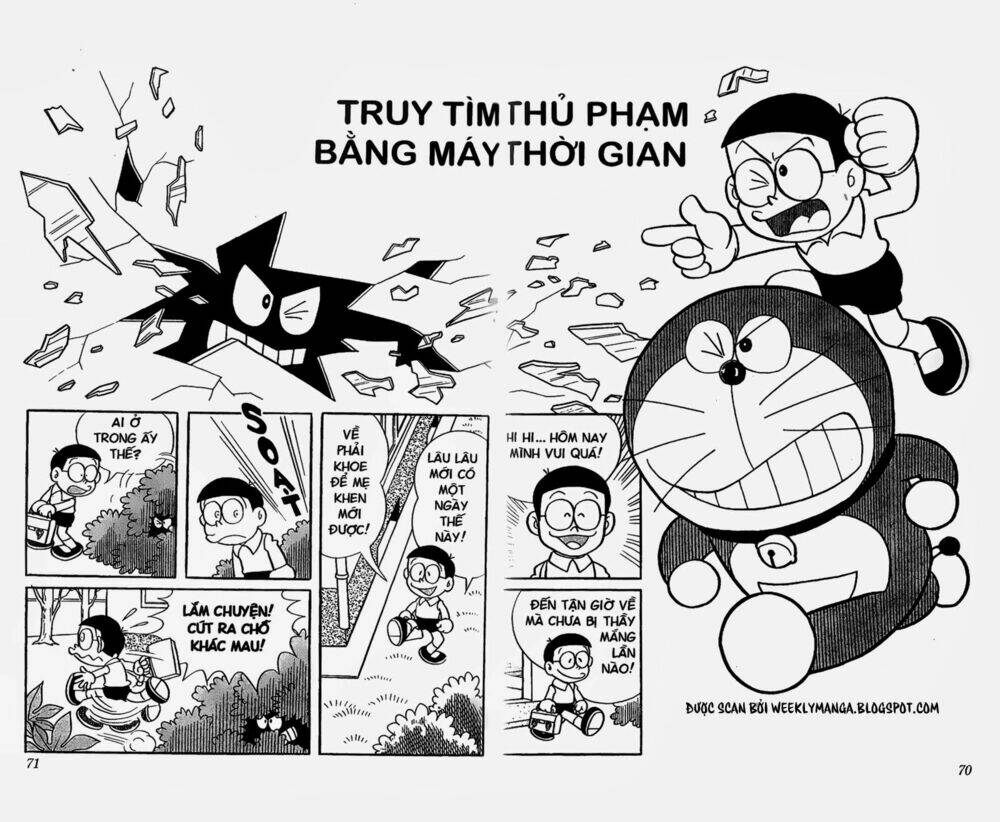 TRUY TÌM THỦ PHẠM
BẰNG MÁY THỜI GIAN
HI HI... HÔM NAY
MÌNH VUI QUÁ!
ĐẾN TẬN GIỜ VỀ
MÀ CHƯA BỊ THẦY
MẮNG
LẦN
NÀO!
ĐƯỢC SCAN BỞI WEEKLYMANGA.BLOGSPOT.COM
70
LÂU LÂU
MỚI CÓ
MỘT
NGÀY
THẾ
NÀY!
VỀ
PHẢI
KHOE
ĐỂ MẸ
KHEN
MỚI
ĐƯỢC!
SOẠT
AI Ở
TRONG ẤY
THẾ?
LẮM CHUYỆN!
CÚT RA CHỖ
KHÁC MAU!
71